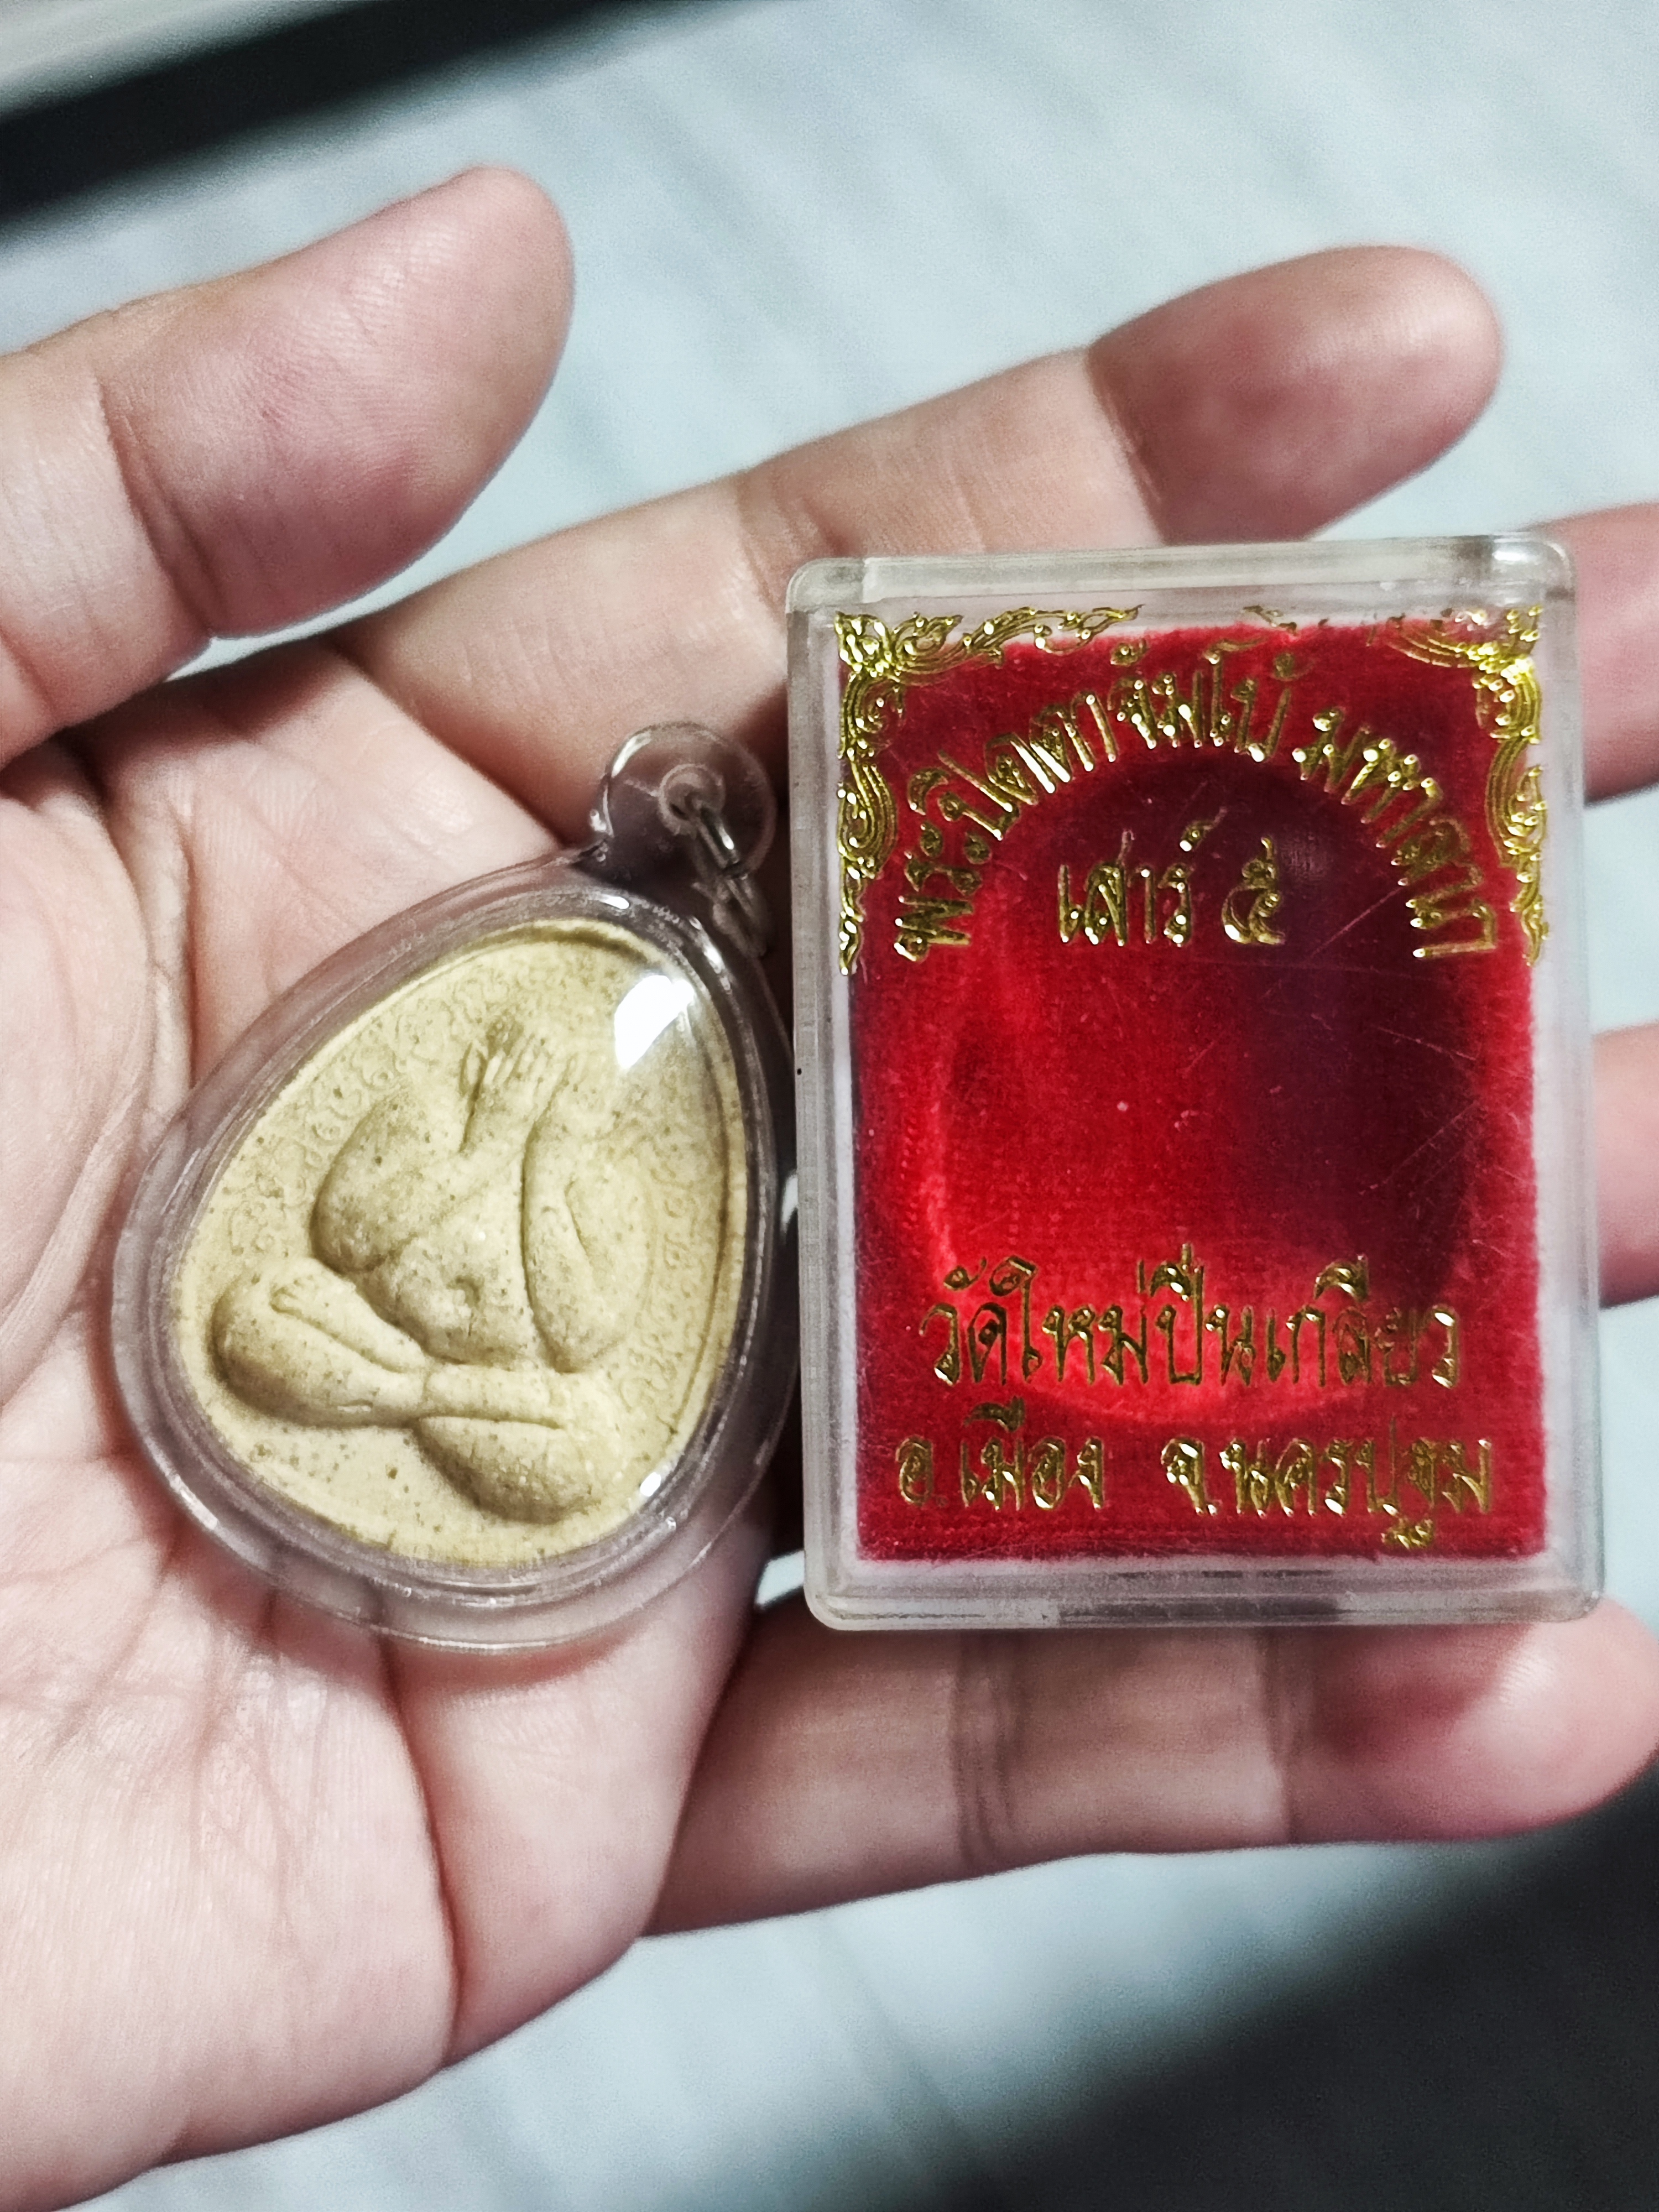 พระปิดตาจัมโบ้ มหาลาภ
เสาร์ ๕
วัดใหม่ปิ่นเกลียว
อ.เมือง จ.นครปฐม